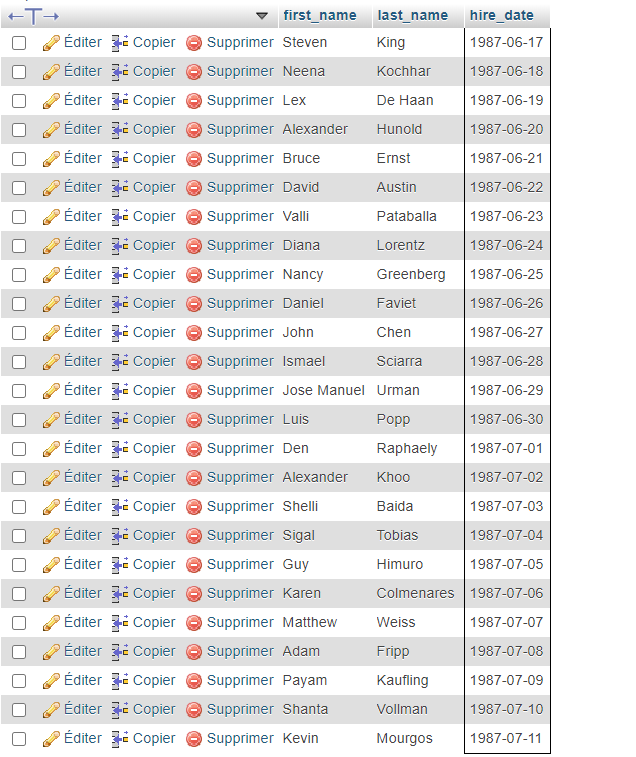 first_name last_name hire_date
Éditer Copier Supprimer Steven King 1987-06-17
Éditer Copier Supprimer Neena Kochhar 1987-06-18
Éditer Copier Supprimer Lex De Haan 1987-06-19
Éditer Copier Supprimer Alexander Hunold 1987-06-20
Éditer Copier Supprimer Bruce Ernst 1987-06-21
Éditer Copier Supprimer David Austin 1987-06-22
Éditer Copier Supprimer Valli Pataballa 1987-06-23
Éditer Copier Supprimer Diana Lorentz 1987-06-24
Éditer Copier Supprimer Nancy Greenberg 1987-06-25
Éditer Copier Supprimer Daniel Faviet 1987-06-26
Éditer Copier Supprimer John Chen 1987-06-27
Éditer Copier Supprimer Ismael Sciarra 1987-06-28
Éditer Copier Supprimer Jose Manuel Urman 1987-06-29
Éditer Copier Supprimer Luis Popp 1987-06-30
Éditer Copier Supprimer Den Raphaely 1987-07-01
Éditer Copier Supprimer Alexander Khoo 1987-07-02
Éditer Copier Supprimer Shelli Baida 1987-07-03
Éditer Copier Supprimer Sigal Tobias 1987-07-04
Éditer Copier Supprimer Guy Himuro 1987-07-05
Éditer Copier Supprimer Karen Colmenares 1987-07-06
Éditer Copier Supprimer Matthew Weiss 1987-07-07
Éditer Copier Supprimer Adam Fripp 1987-07-08
Éditer Copier Supprimer Payam Kaufling 1987-07-09
Éditer Copier Supprimer Shanta Vollman 1987-07-10
Éditer Copier Supprimer Kevin Mourgos 1987-07-11